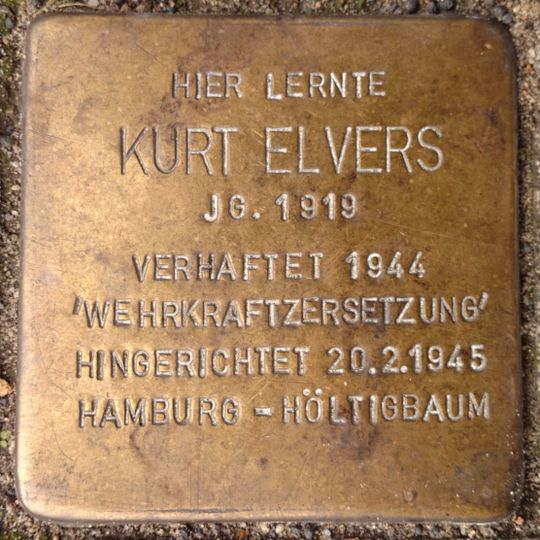 HIER LERNTE
KURT ELVERS
JG. 1919
VERHAFTET 1944
'WEHRKRAFTZERSETZUNG'
HINGERICHTET 20.2.1945
HAMBURG - HÖLTIGBAUM